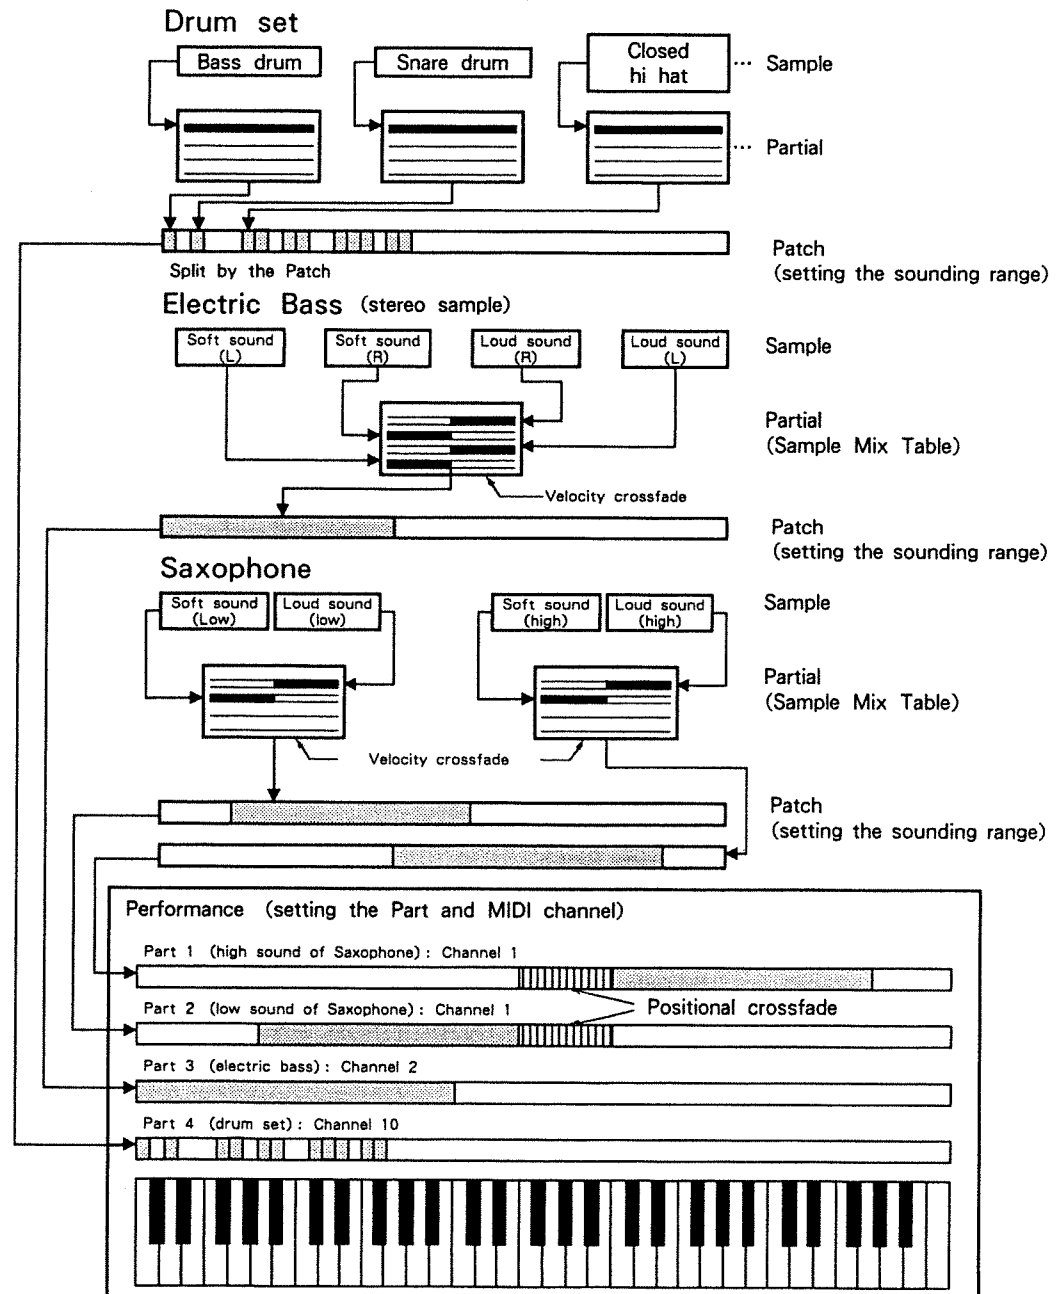 Drum set
Bass drum
Snare drum
Closed
hi hat
··· Sample
··· Partial
Patch
(setting the sounding range)
Split by the Patch
Electric Bass (stereo sample)
Soft sound
(L)
Soft sound
(R)
Loud sound
(R)
Loud sound
(L)
Sample
Partial
(Sample Mix Table)
Velocity crossfade
Patch
(setting the sounding range)
Saxophone
Soft sound
(Low)
Loud sound
(low)
Soft sound
(high)
Loud sound
(high)
Sample
Partial
(Sample Mix Table)
Velocity crossfade
Patch
(setting the sounding range)
Performance (setting the Part and MIDI channel)
Part 1 (high sound of Saxophone) : Channel 1
Positional crossfade
Part 2 (low sound of Saxophone) : Channel 1
Part 3 (electric bass) : Channel 2
Part 4 (drum set) : Channel 10